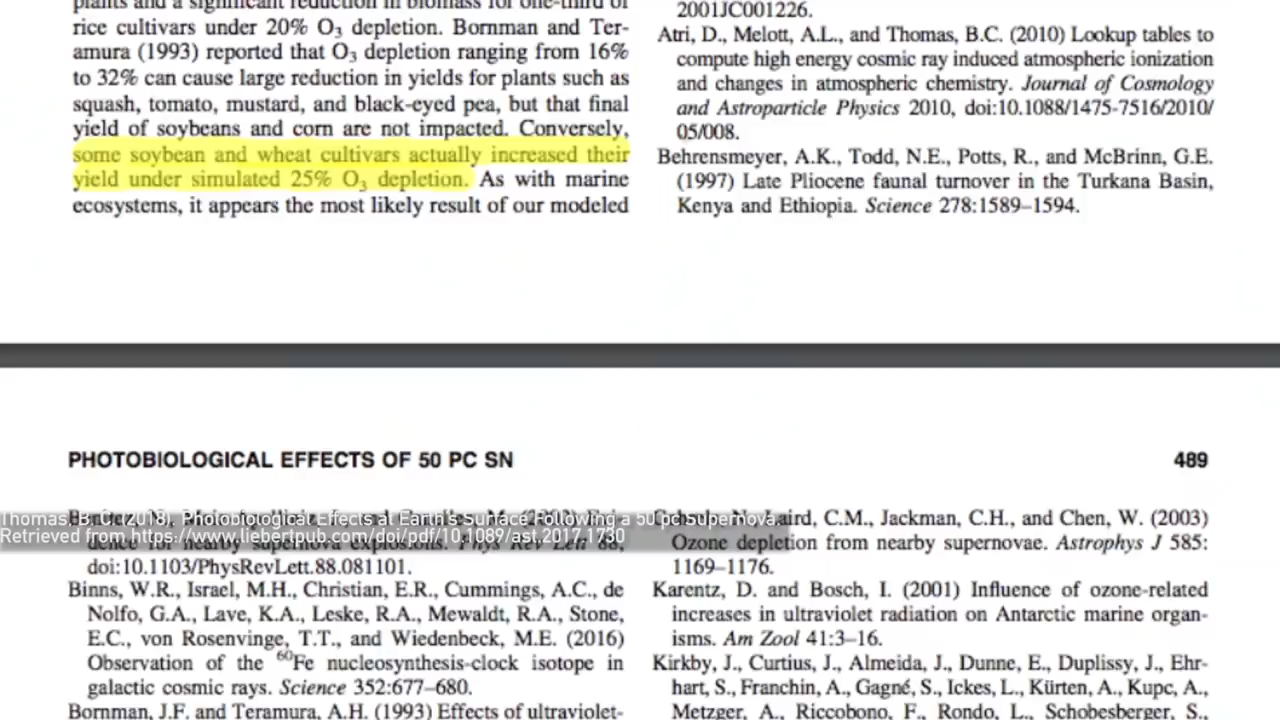 plants and a significant reduction in biomass for one-third of
rice cultivars under 20% O3 depletion. Bornman and Ter-
amura (1993) reported that O3 depletion ranging from 16%
to 32% can cause large reduction in yields for plants such as
squash, tomato, mustard, and black-eyed pea, but that final
yield of soybeans and corn are not impacted. Conversely,
some soybean and wheat cultivars actually increased their
yield under simulated 25% O3 depletion. As with marine
ecosystems, it appears the most likely result of our modeled
2001JC001226.
Atri, D., Melott, A.L., and Thomas, B.C. (2010) Lookup tables to
compute high energy cosmic ray induced atmospheric ionization
and changes in atmospheric chemistry. Journal of Cosmology
and Astroparticle Physics 2010, doi:10.1088/1475-7516/2010/
05/008.
Behrensmeyer, A.K., Todd, N.E., Potts, R., and McBrinn, G.E.
(1997) Late Pliocene faunal turnover in the Turkana Basin,
Kenya and Ethiopia. Science 278:1589–1594.
PHOTOBIOLOGICAL EFFECTS OF 50 PC SN
489
Thomas, B. C. (2018), Photobiological Effects at Earth's Surface Following a 50 pc Supernova.
Retrieved from https://www.liebertpub.com/doi/pdf/10.1089/ast.2017.1730
dence for nearby supernova explosions. Phys Rev Lett 88,
doi:10.1103/PhysRevLett.88.081101.
Binns, W.R., Israel, M.H., Christian, E.R., Cummings, A.C., de
Nolfo, G.A., Lave, K.A., Leske, R.A., Mewaldt, R.A., Stone,
E.C., von Rosenvinge, T.T., and Wiedenbeck, M.E. (2016)
Observation of the 60Fe nucleosynthesis-clock isotope in
galactic cosmic rays. Science 352:677–680.
Bornman, J.F. and Teramura, A.H. (1993) Effects of ultraviolet-
Laird, C.M., Jackman, C.H., and Chen, W. (2003)
Ozone depletion from nearby supernovae. Astrophys J 585:
1169–1176.
Karentz, D. and Bosch, I. (2001) Influence of ozone-related
increases in ultraviolet radiation on Antarctic marine organ-
isms. Am Zool 41:3–16.
Kirkby, J., Curtius, J., Almeida, J., Dunne, E., Duplissy, J., Ehr-
hart, S., Franchin, A., Gagné, S., Ickes, L., Kürten, A., Kupc, A.,
Metzger, A., Riccobono, F., Rondo, L., Schobesberger, S.,